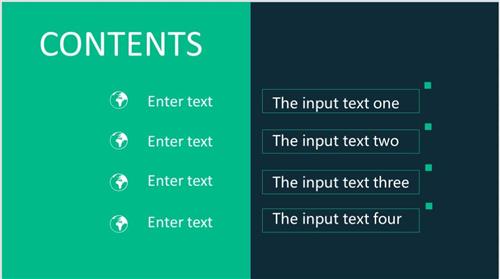 CONTENTS
Enter text
The input text one
Enter text
The input text two
Enter text
The input text three
Enter text
The input text four